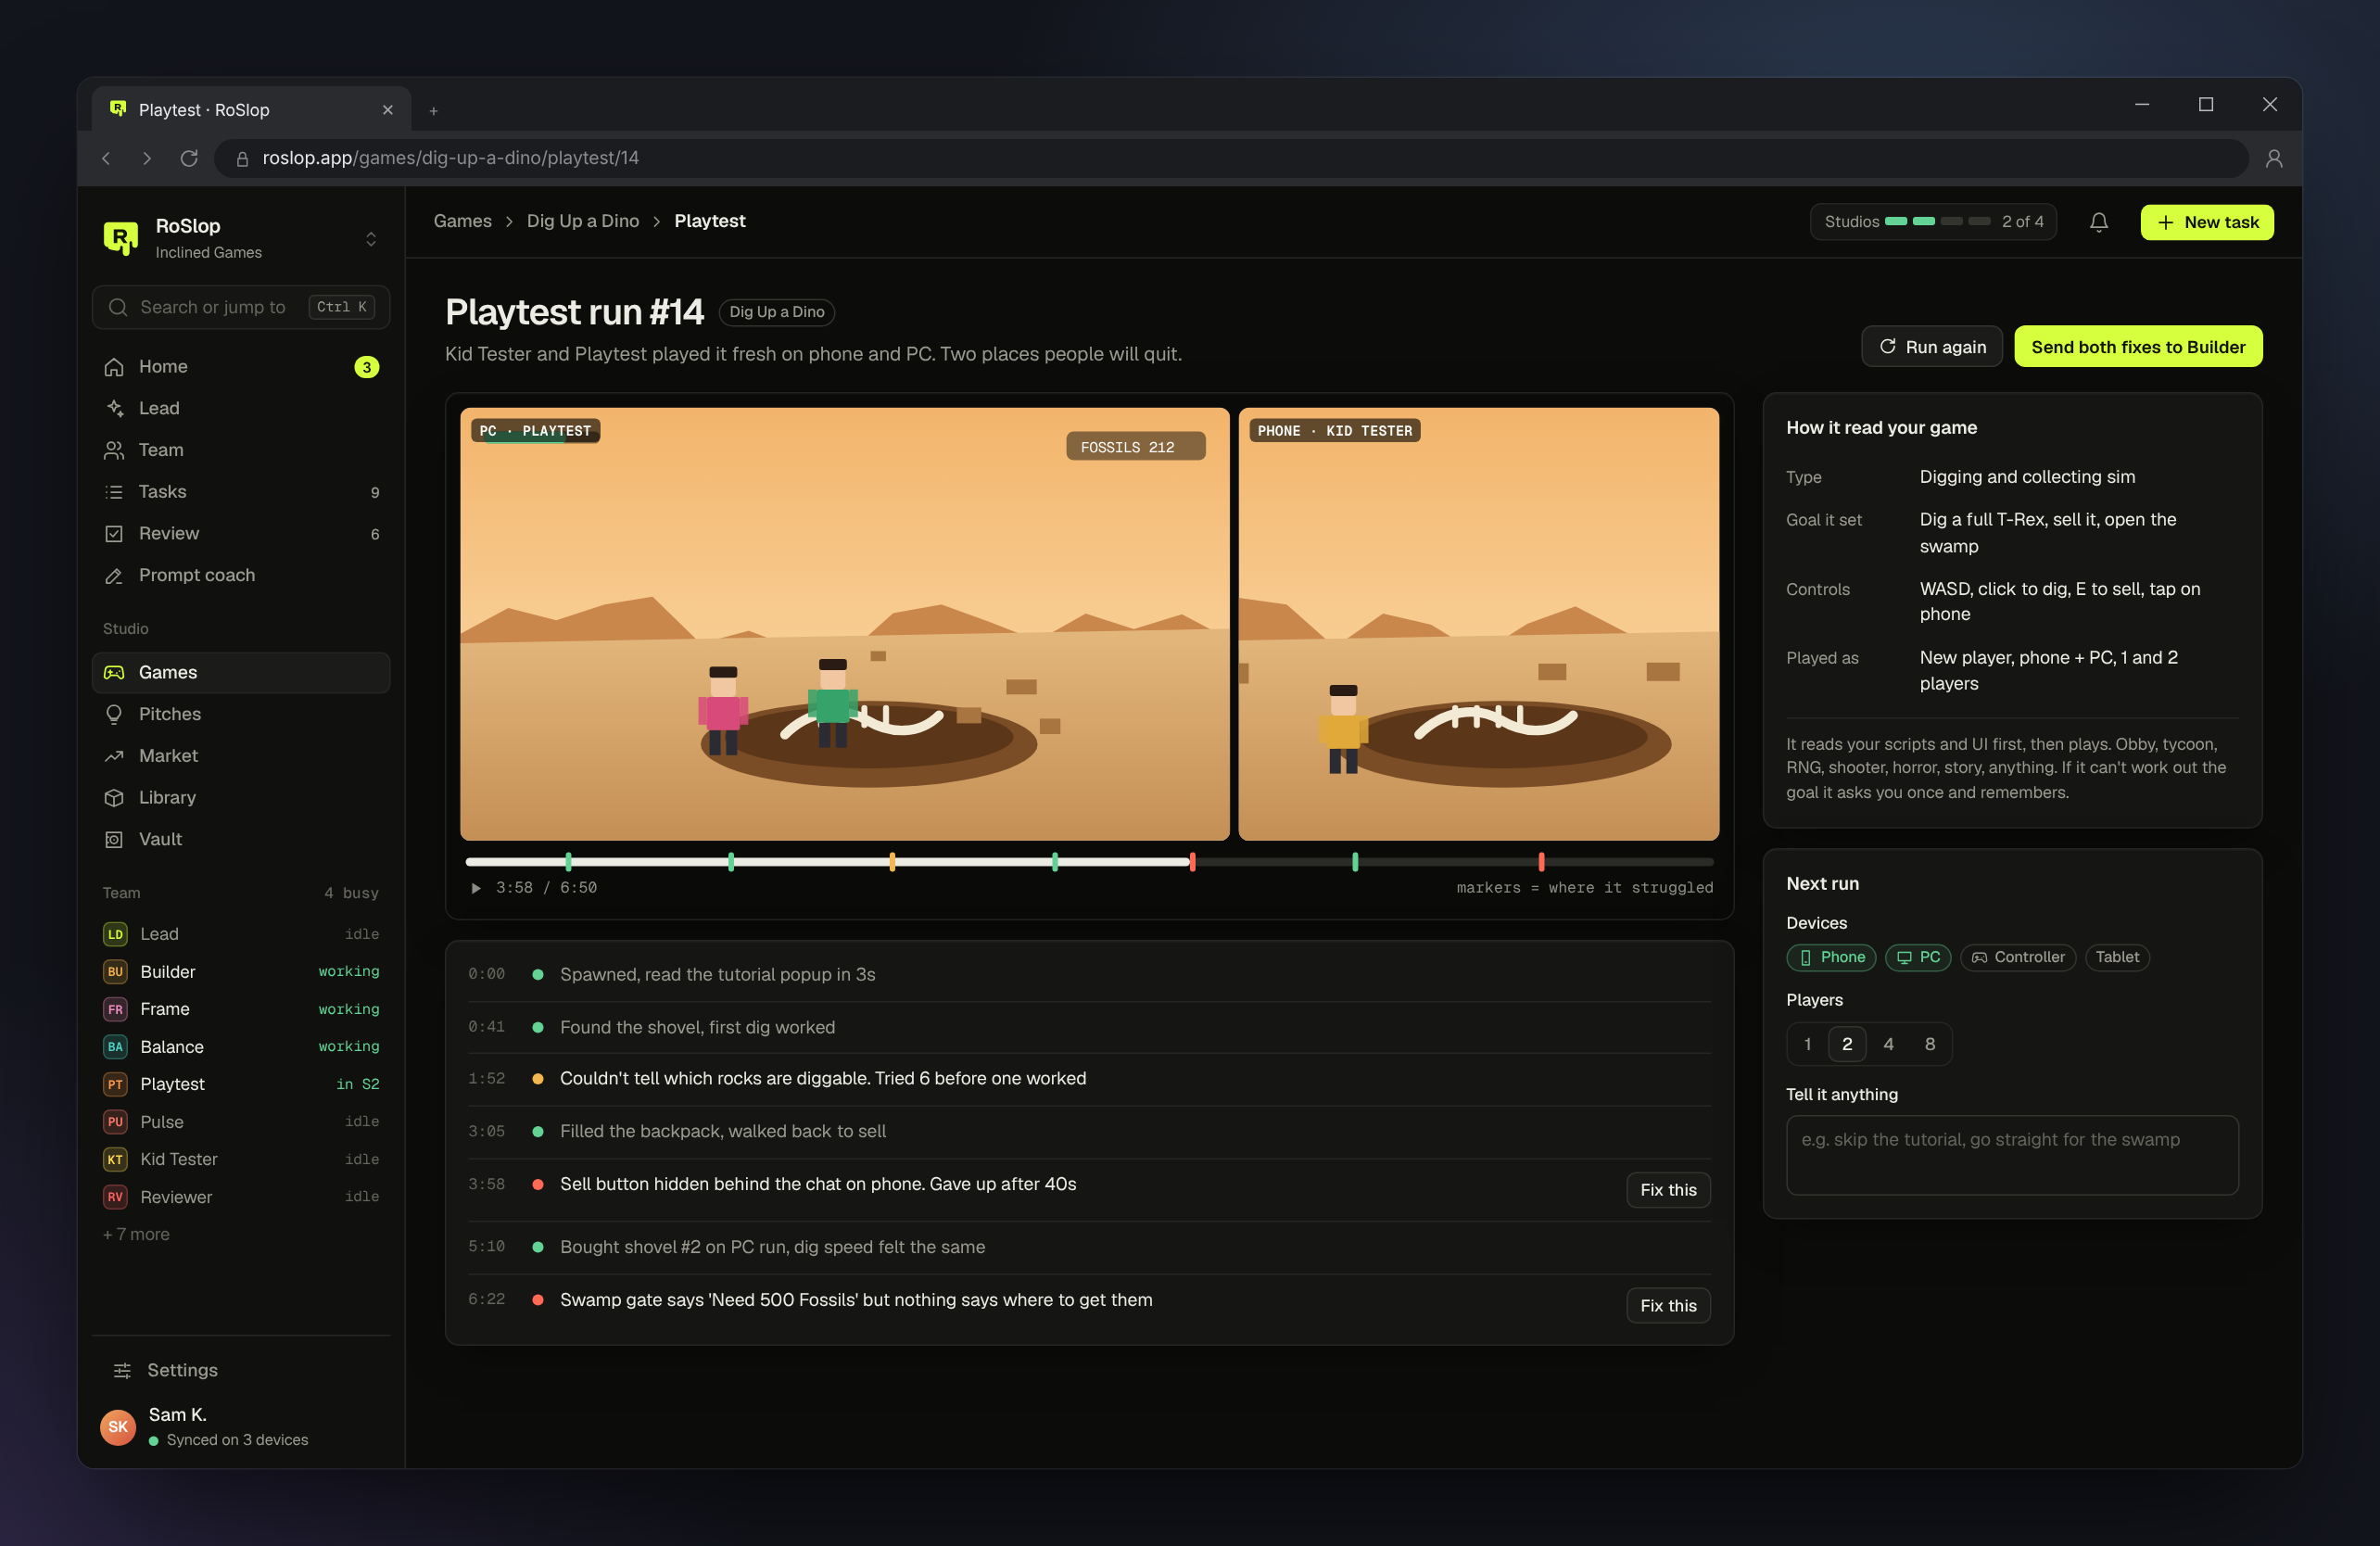 R
Playtest · RoSlop
roslop.app/games/dig-up-a-dino/playtest/14
R
RoSlop
Inclined Games
Search or jump to
Ctrl K
Home
3
Lead
Team
Tasks
9
Review
6
Prompt coach
Studio
Games
Pitches
Market
Library
Vault
Team
4 busy
LD Lead idle
BU Builder working
FR Frame working
BA Balance working
PT Playtest in S2
PU Pulse idle
KT Kid Tester idle
RV Reviewer idle
+ 7 more
Settings
SK
Sam K.
Synced on 3 devices
Games > Dig Up a Dino > Playtest
Studios
2 of 4
New task
Playtest run #14
Dig Up a Dino
Kid Tester and Playtest played it fresh on phone and PC. Two places people will quit.
Run again
Send both fixes to Builder
PC · PLAYTEST
FOSSILS 212
PHONE · KID TESTER
3:58 / 6:50
markers = where it struggled
0:00 Spawned, read the tutorial popup in 3s
0:41 Found the shovel, first dig worked
1:52 Couldn't tell which rocks are diggable. Tried 6 before one worked
3:05 Filled the backpack, walked back to sell
3:58 Sell button hidden behind the chat on phone. Gave up after 40s
Fix this
5:10 Bought shovel #2 on PC run, dig speed felt the same
6:22 Swamp gate says 'Need 500 Fossils' but nothing says where to get them
Fix this
How it read your game
Type Digging and collecting sim
Goal it set Dig a full T-Rex, sell it, open the
swamp
Controls WASD, click to dig, E to sell, tap on
phone
Played as New player, phone + PC, 1 and 2
players
It reads your scripts and UI first, then plays. Obby, tycoon,
RNG, shooter, horror, story, anything. If it can't work out the
goal it asks you once and remembers.
Next run
Devices
Phone
PC
Controller
Tablet
Players
1 2 4 8
Tell it anything
e.g. skip the tutorial, go straight for the swamp